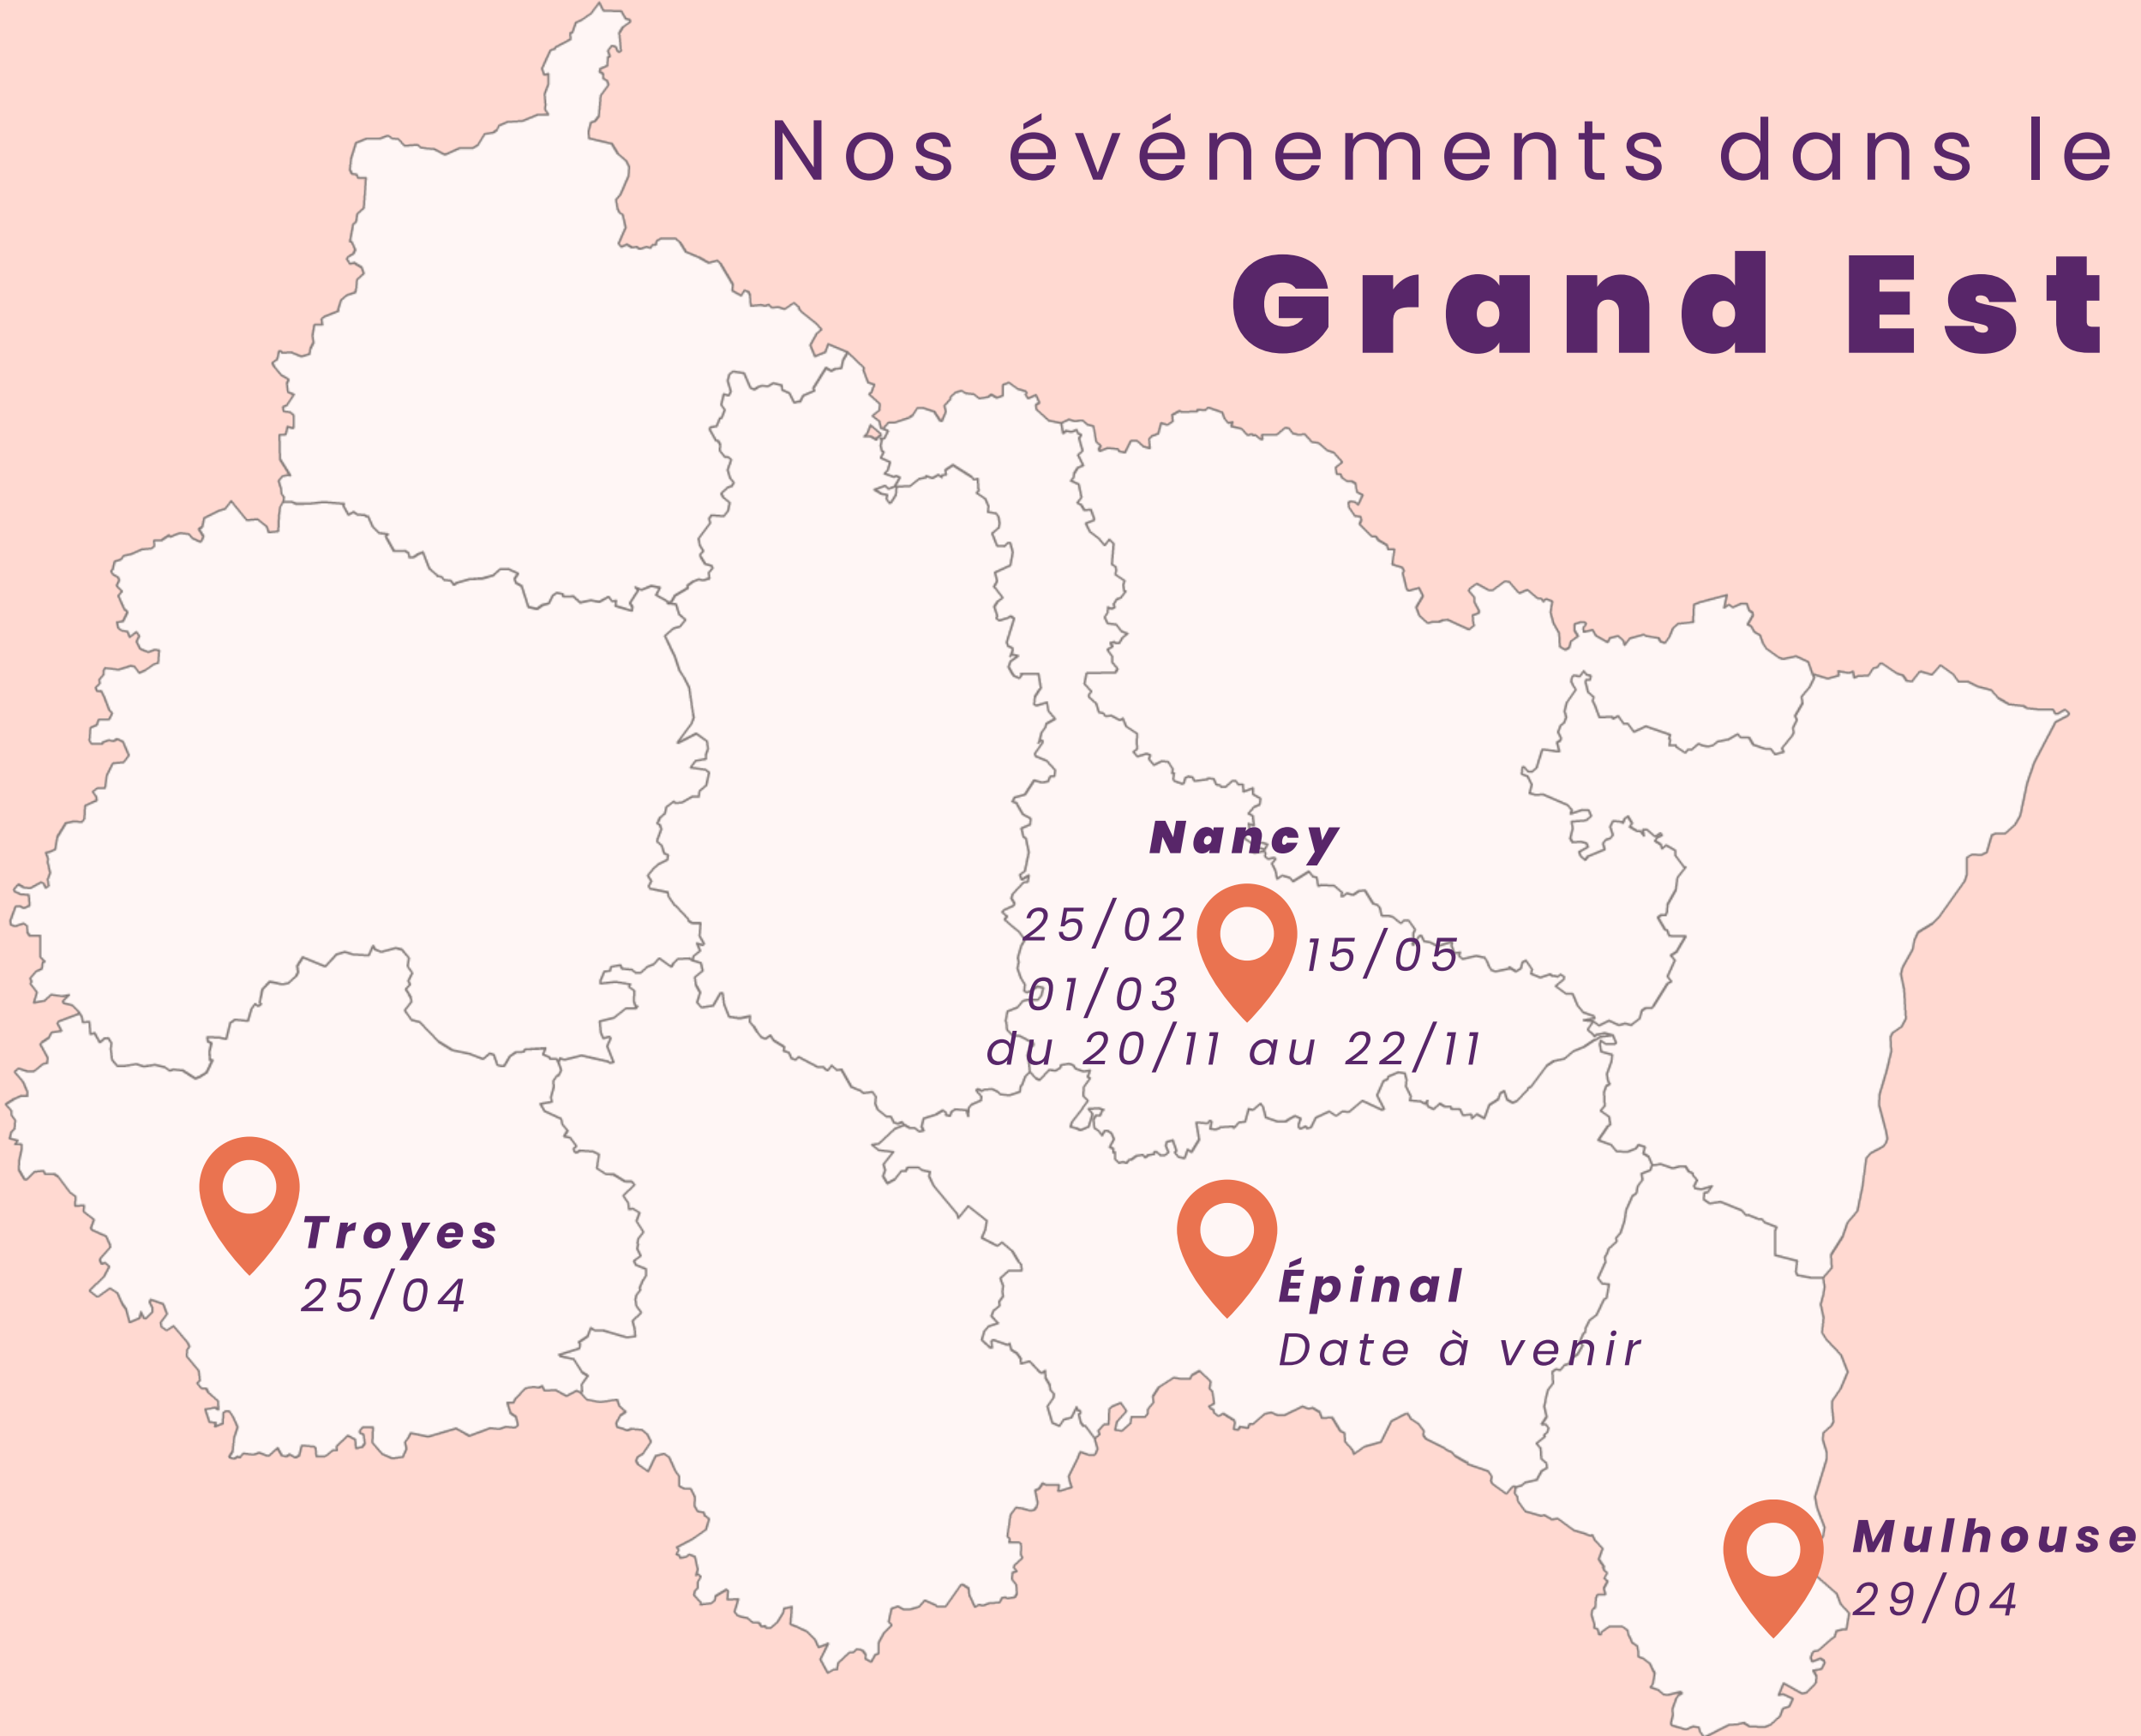 Nos événements dans le
Grand Est
Nancy
25/02
15/05
01/03
du 20/11 au 22/11
Troyes
25/04
Épinal
Date à venir
Mulhouse
29/04